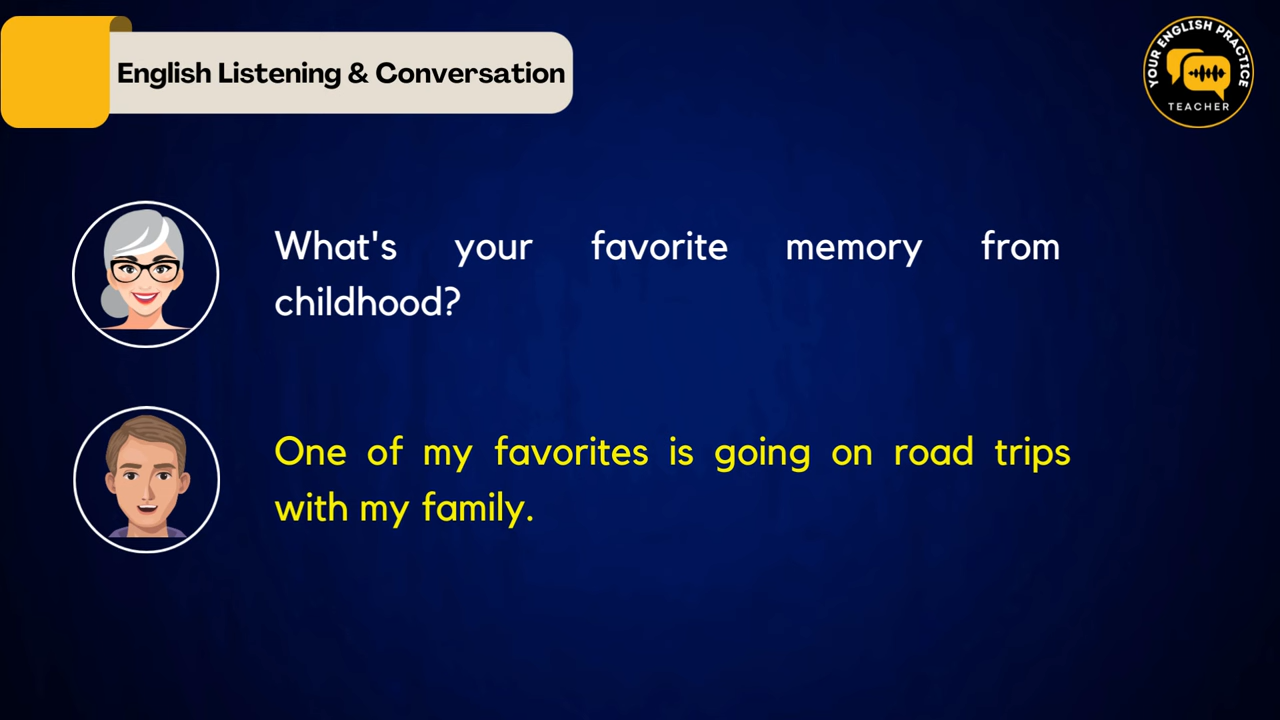 English Listening & Conversation
YOUR ENGLISH PRACTICE
TEACHER
What's your favorite memory from
childhood?
One of my favorites is going on road trips
with my family.